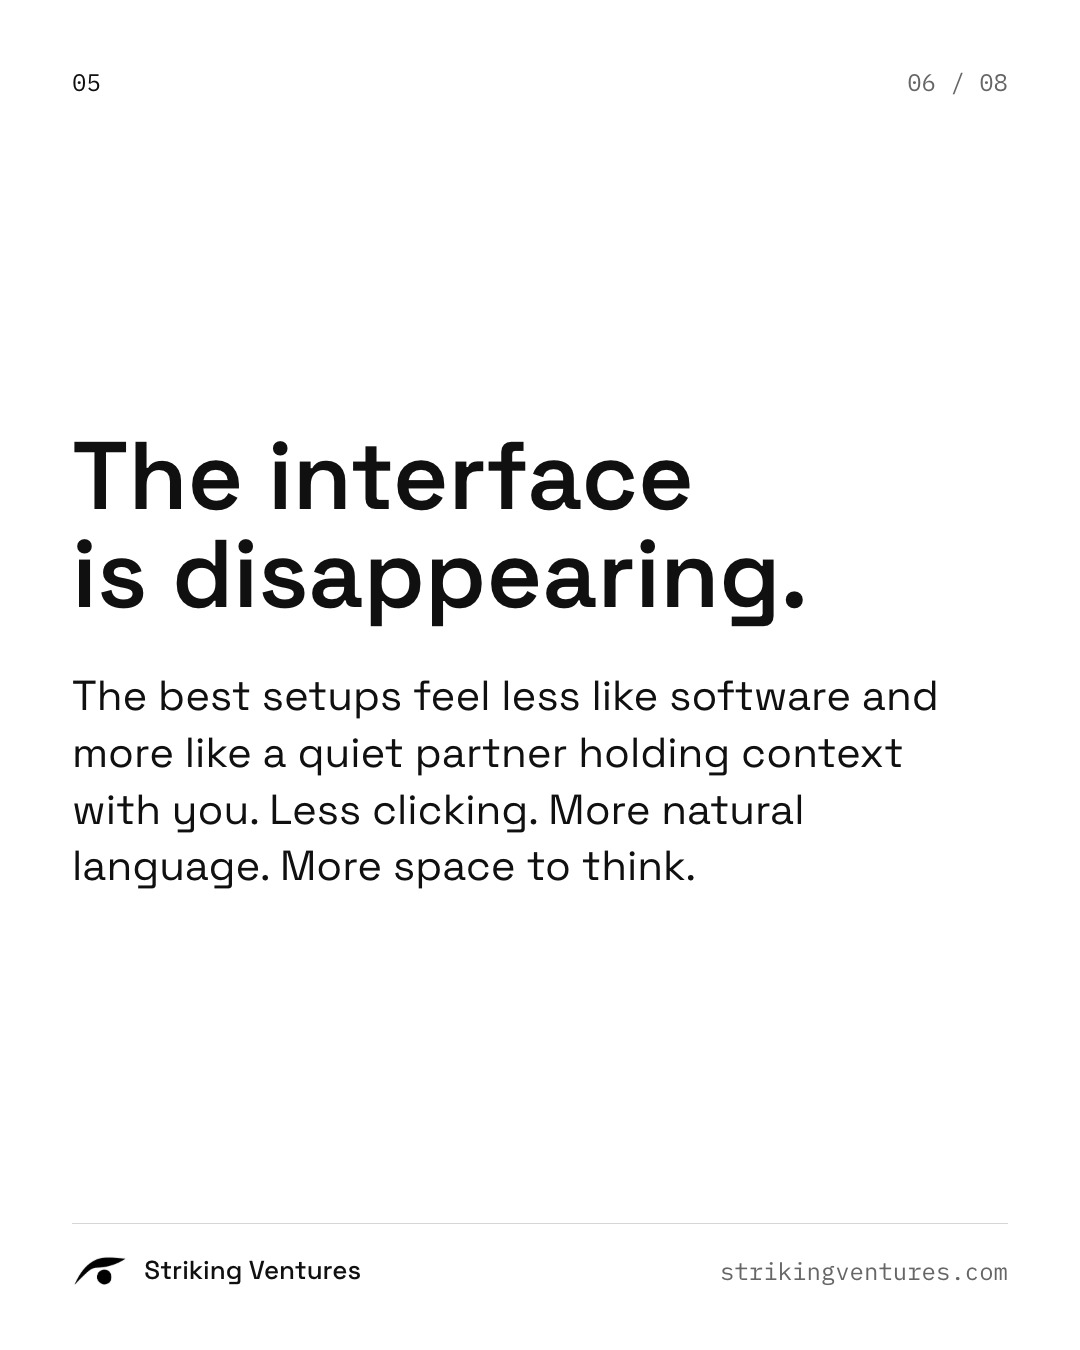 05
06 / 08
The interface
is disappearing.
The best setups feel less like software and
more like a quiet partner holding context
with you. Less clicking. More natural
language. More space to think.
Striking Ventures
strikingventures.com